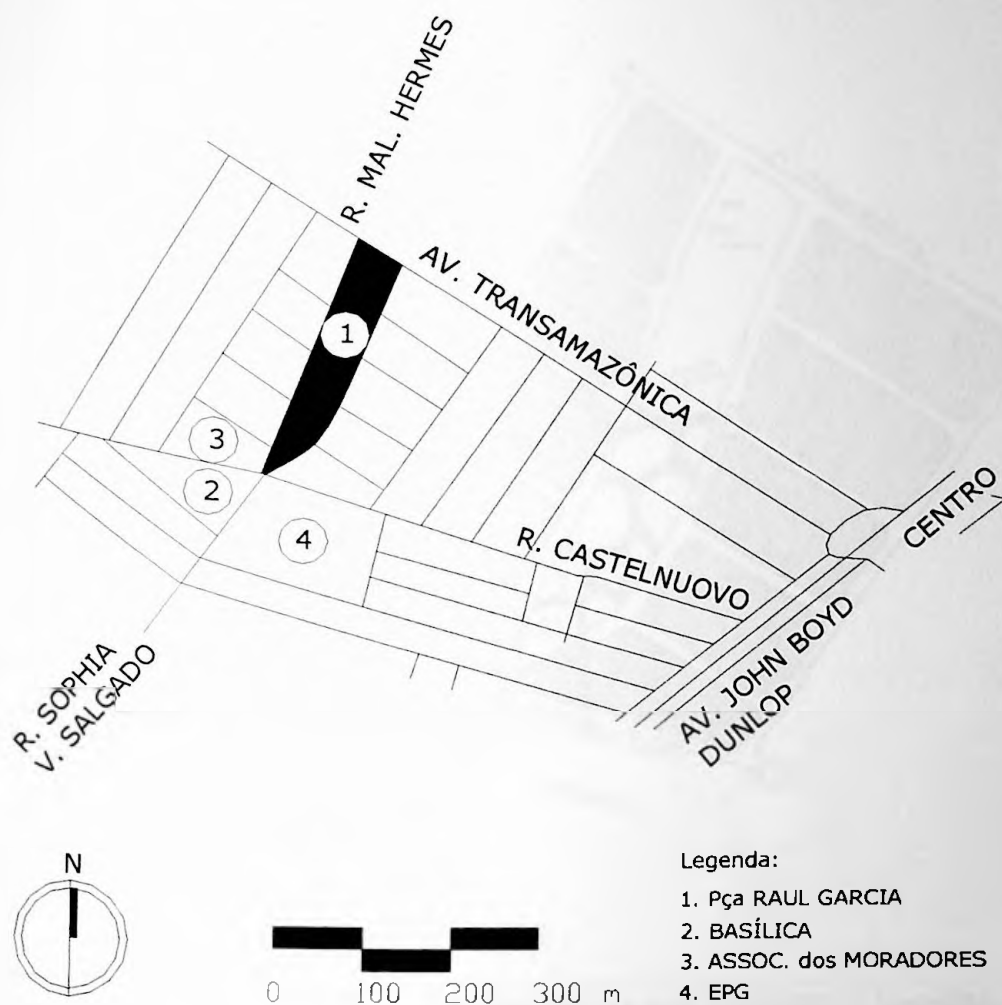 R. MAL. HERMES
AV. TRANSAMAZÔNICA
1
3
2
4
R. CASTELNUOVO
CENTRO
AV. JOHN BOYD
DUNLOP
R. SOPHIA
V. SALGADO
N
0 100 200 300 m
Legenda:
1. Pça RAUL GARCIA
2. BASÍLICA
3. ASSOC. dos MORADORES
4. EPG